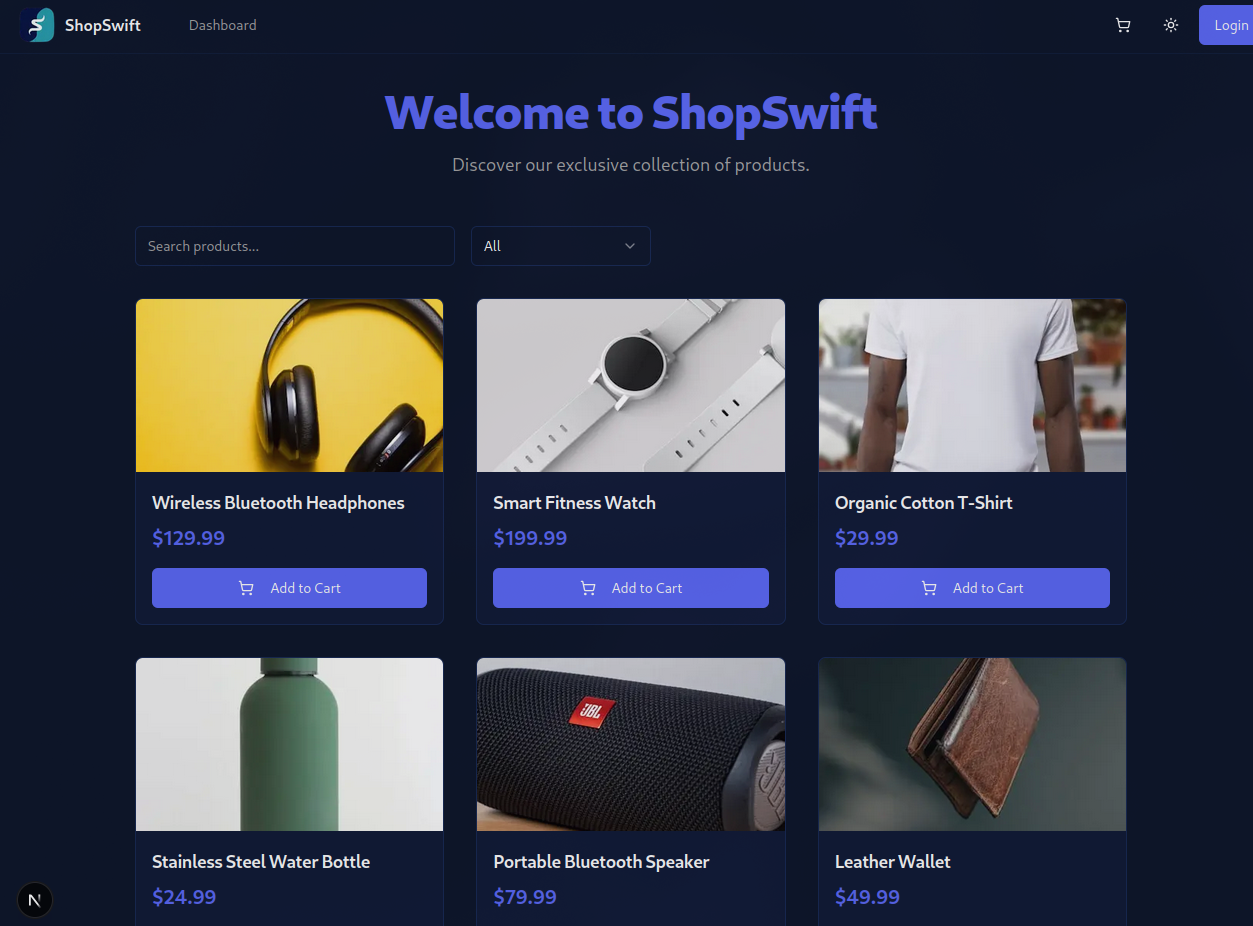 ShopSwift
Dashboard
Login
Welcome to ShopSwift
Discover our exclusive collection of products.
Search products...
All
Wireless Bluetooth Headphones
$129.99
Add to Cart
Smart Fitness Watch
$199.99
Add to Cart
Organic Cotton T-Shirt
$29.99
Add to Cart
Stainless Steel Water Bottle
$24.99
JBL
Portable Bluetooth Speaker
$79.99
Leather Wallet
$49.99
N